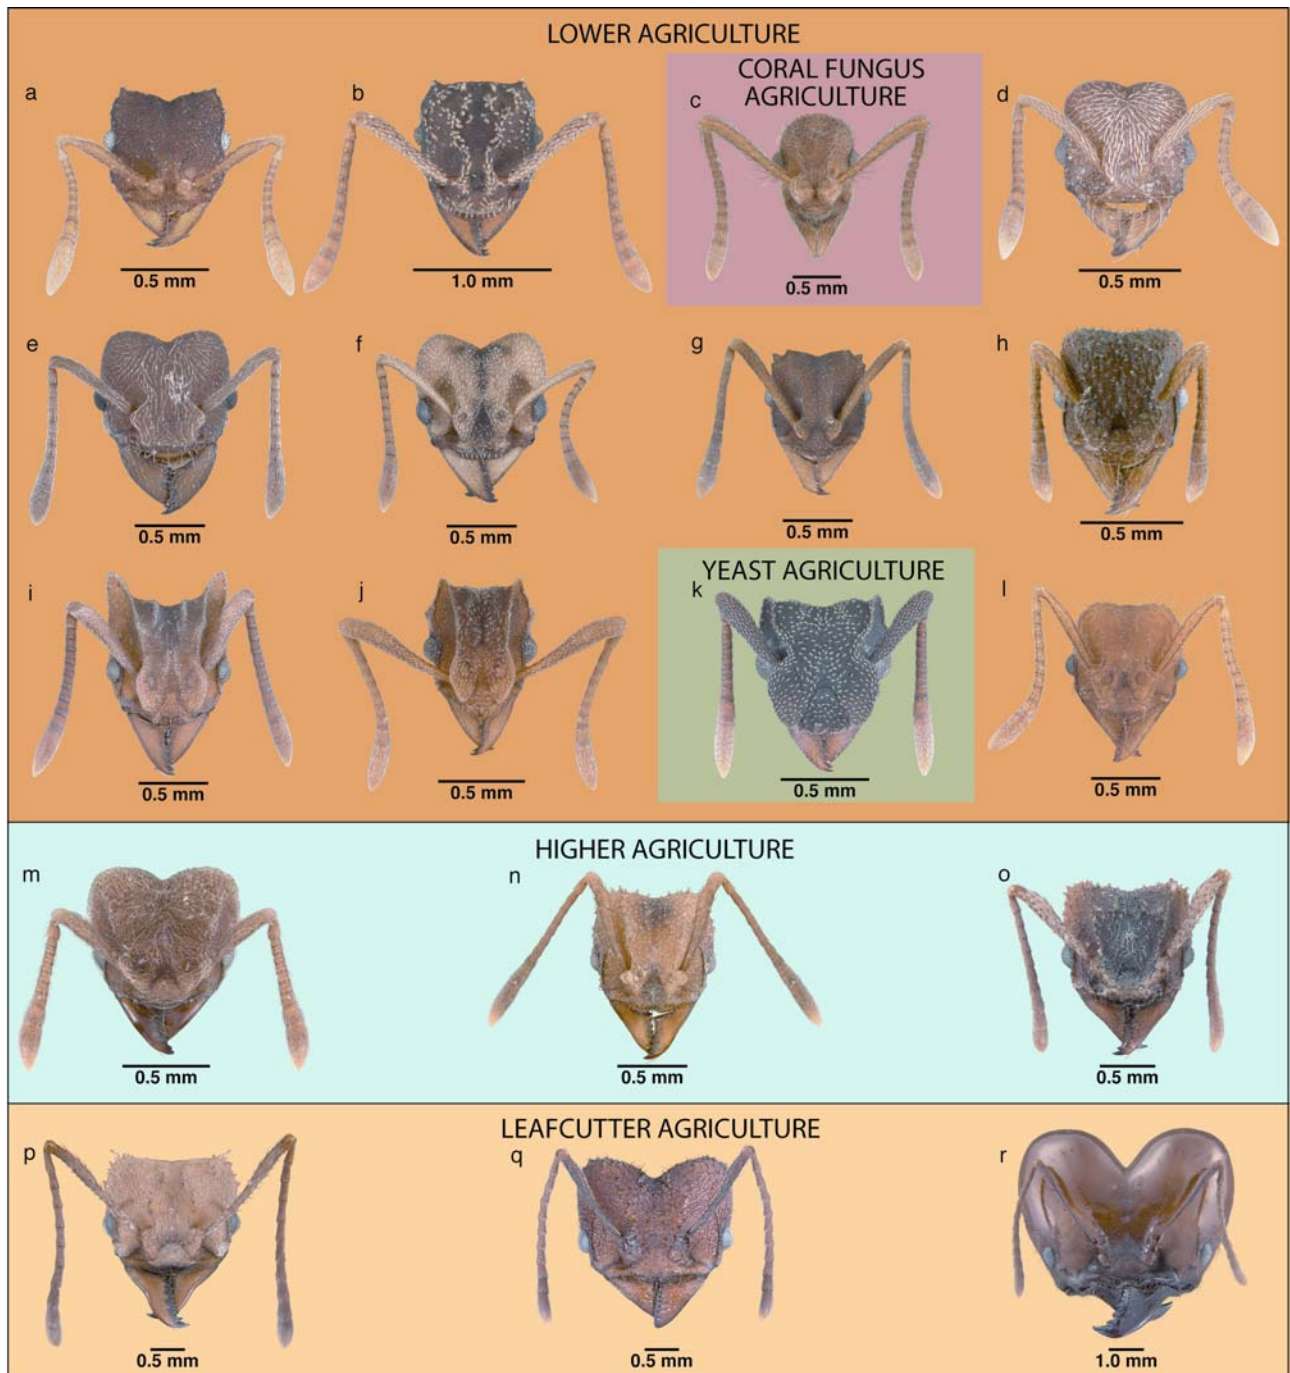 LOWER AGRICULTURE
a
b
CORAL FUNGUS
AGRICULTURE
c
d
0.5 mm
1.0 mm
0.5 mm
0.5 mm
e
f
g
h
0.5 mm
0.5 mm
0.5 mm
0.5 mm
i
j
YEAST AGRICULTURE
k
l
0.5 mm
0.5 mm
0.5 mm
0.5 mm
HIGHER AGRICULTURE
m
n
o
0.5 mm
0.5 mm
0.5 mm
LEAFCUTTER AGRICULTURE
p
q
r
0.5 mm
0.5 mm
1.0 mm